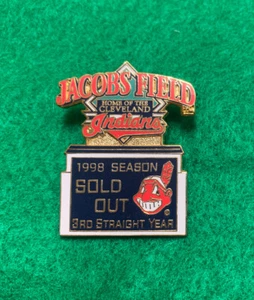 JACOBS FIELD
HOME OF THE
CLEVELAND
Indians
1998 SEASON
SOLD
OUT
3RD STRAIGHT YEAR